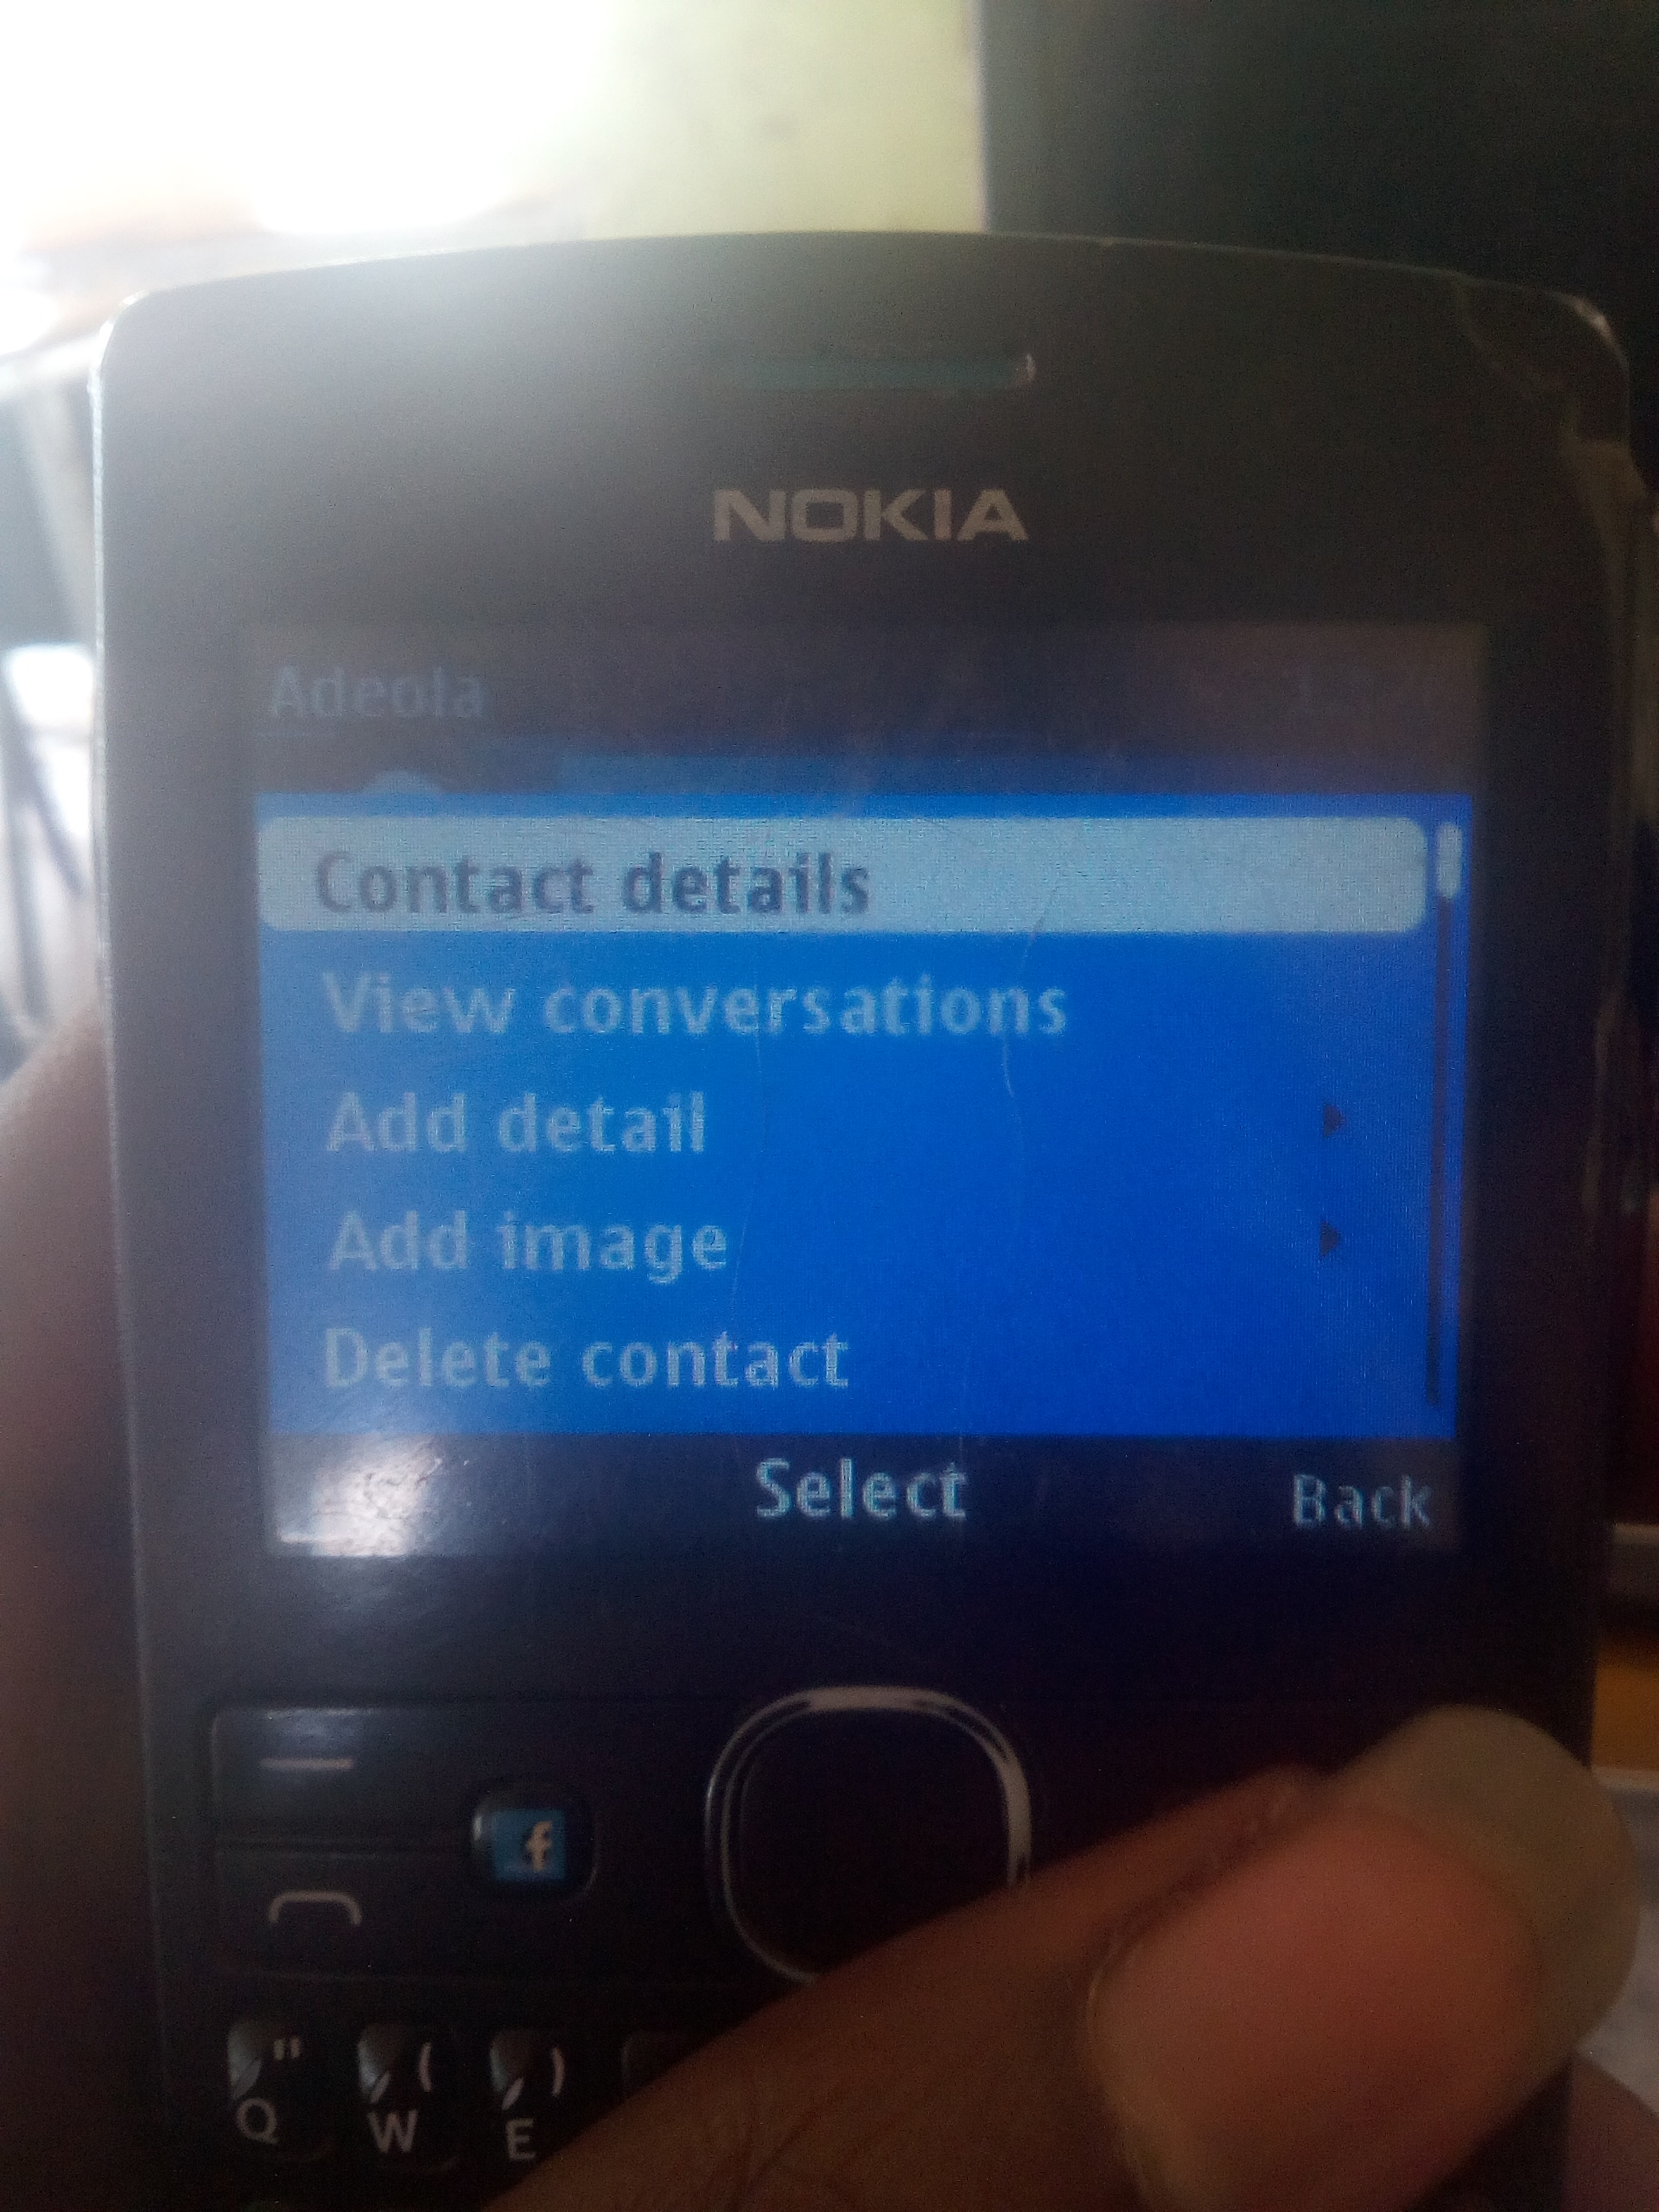 NOKIA
Adeola
Contact details
View conversations
Add detail
Add image
Delete contact
Select Back
f
" ( )
Q W E